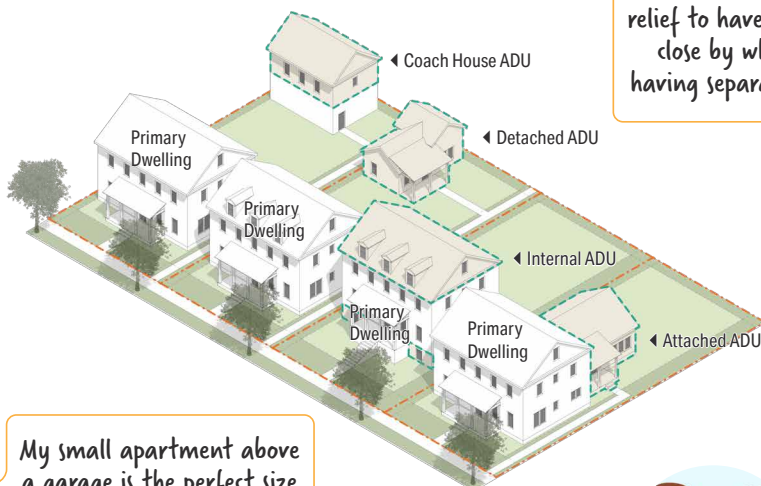 relief to have
close by
having separa
◀ Coach House ADU
◀ Detached ADU
Primary
Dwelling
Primary
Dwelling
◀ Internal ADU
Primary
Dwelling
Primary
Dwelling
◀ Attached ADU
My small apartment above
a garage is the perfect size